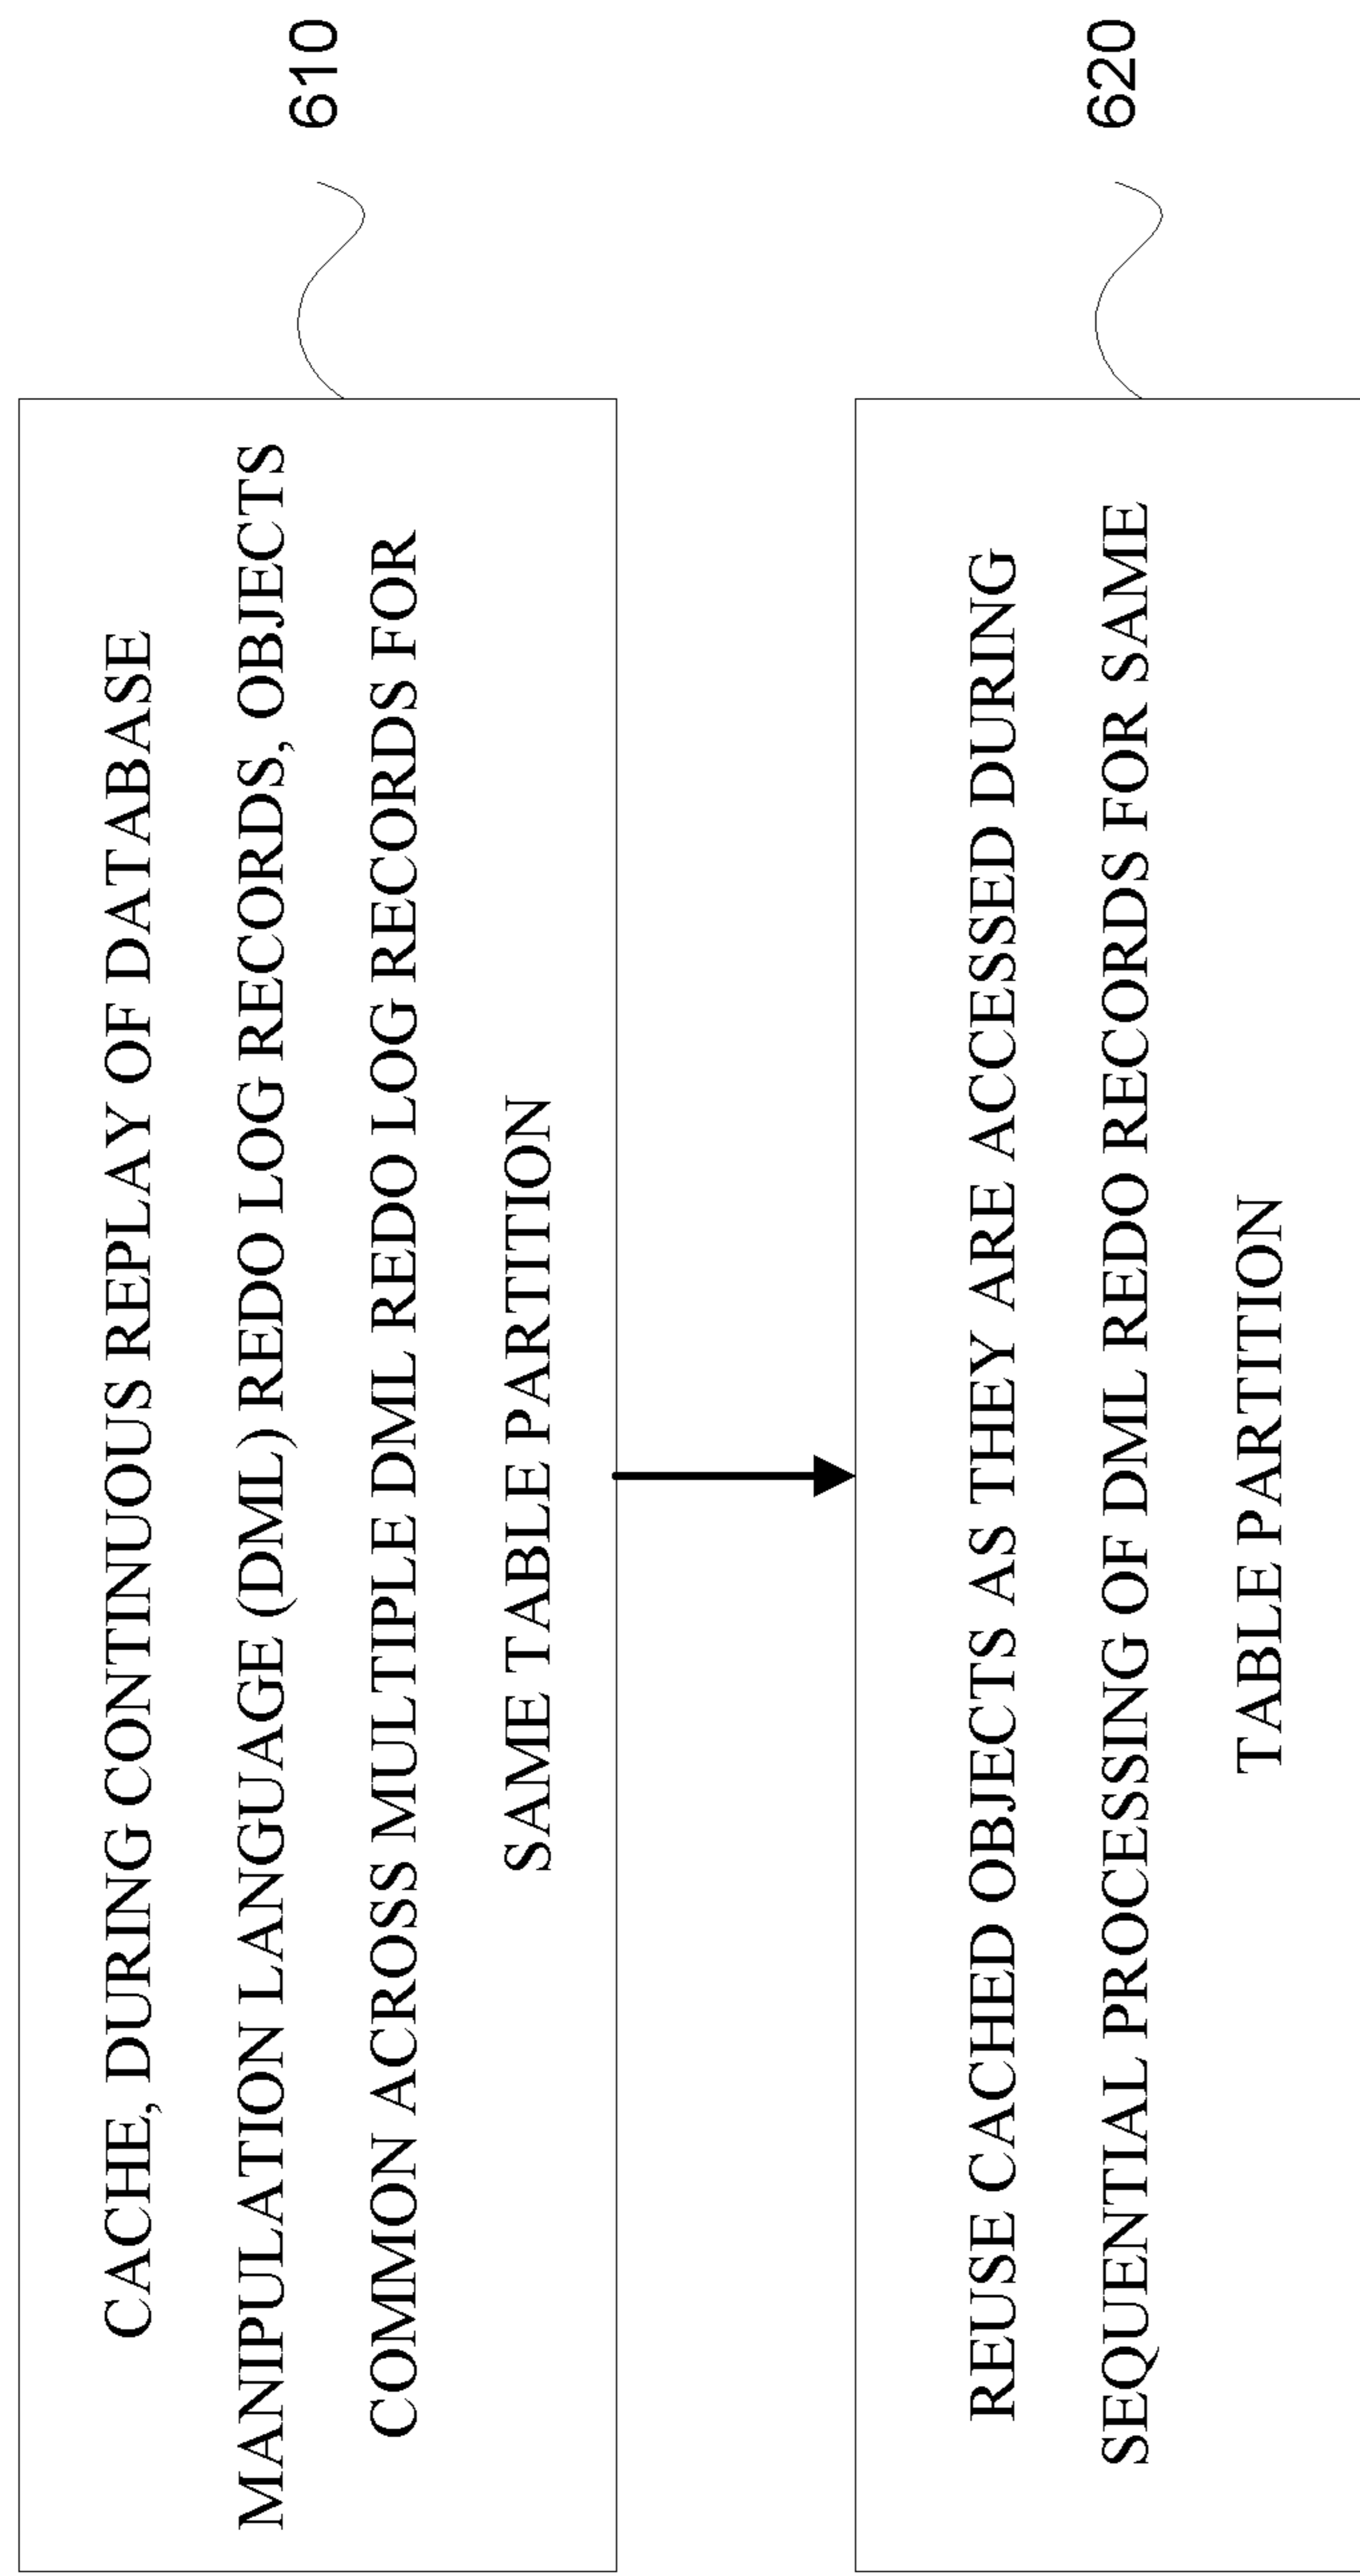 CACHE, DURING CONTINUOUS REPLAY OF DATABASE
MANIPULATION LANGUAGE (DML) REDO LOG RECORDS, OBJECTS
COMMON ACROSS MULTIPLE DML REDO LOG RECORDS FOR
SAME TABLE PARTITION
610
REUSE CACHED OBJECTS AS THEY ARE ACCESSED DURING
SEQUENTIAL PROCESSING OF DML REDO RECORDS FOR SAME
TABLE PARTITION
620